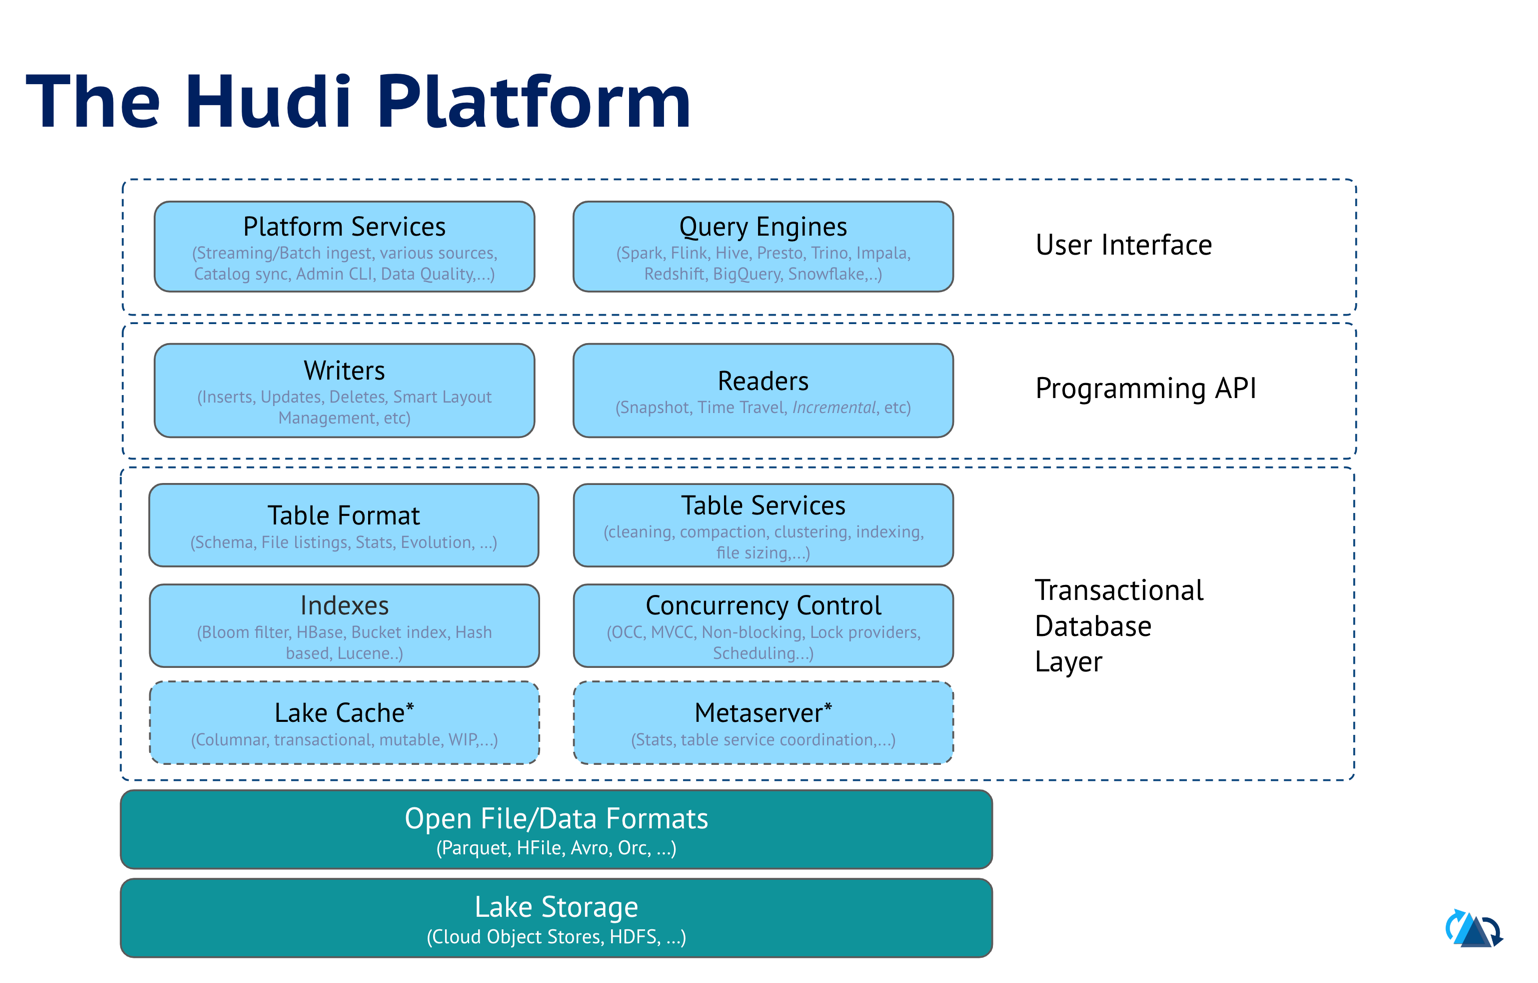 The Hudi Platform
Platform Services
(Streaming/Batch ingest, various sources,
Catalog sync, Admin CLI, Data Quality,...)
Query Engines
(Spark, Flink, Hive, Presto, Trino, Impala,
Redshift, BigQuery, Snowflake,..)
User Interface
Writers
(Inserts, Updates, Deletes, Smart Layout
Management, etc)
Readers
(Snapshot, Time Travel, Incremental, etc)
Programming API
Table Format
(Schema, File listings, Stats, Evolution, ...)
Table Services
(cleaning, compaction, clustering, indexing,
file sizing,...)
Indexes
(Bloom filter, HBase, Bucket index, Hash
based, Lucene..)
Concurrency Control
(OCC, MVCC, Non-blocking, Lock providers,
Scheduling...)
Lake Cache*
(Columnar, transactional, mutable, WIP,...)
Metaserver*
(Stats, table service coordination,...)
Transactional
Database
Layer
Open File/Data Formats
(Parquet, HFile, Avro, Orc, ...)
Lake Storage
(Cloud Object Stores, HDFS, ...)